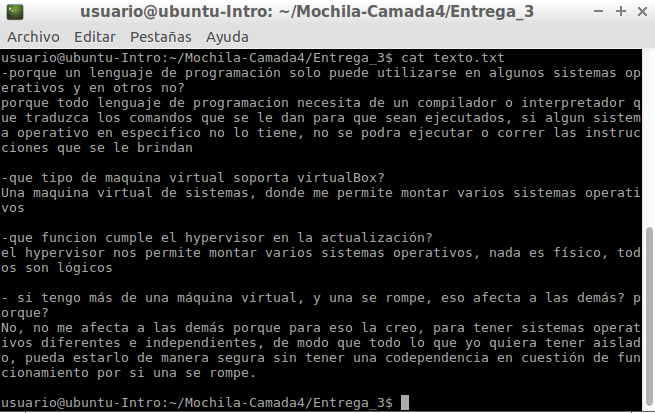 usuario@ubuntu-Intro: ~/Mochila-Camada4/Entrega_3
Archivo Editar Pestañas Ayuda
usuario@ubuntu-Intro:~/Mochila-Camada4/Entrega_3$ cat texto.txt
-porque un lenguaje de programación solo puede utilizarse en algunos sistemas op
erativos y en otros no?
porque todo lenguaje de programacion necesita de un compilador o interpretador q
ue traduzca los comandos que se le dan para que sean ejecutados, si algun sistem
a operativo en especifico no lo tiene, no se podra ejecutar o correr las instruc
ciones que se le brindan
-que tipo de maquina virtual soporta virtualBox?
Una maquina virtual de sistemas, donde me permite montar varios sistemas operati
vos
-que funcion cumple el hypervisor en la actualización?
el hypervisor nos permite montar varios sistemas operativos, nada es físico, tod
os son lógicos
- si tengo más de una máquina virtual, y una se rompe, eso afecta a las demás? p
orque?
No, no me afecta a las demás porque para eso la creo, para tener sistemas operat
ivos diferentes e independientes, de modo que todo lo que yo quiera tener aislad
o, pueda estarlo de manera segura sin tener una codependencia en cuestión de fun
cionamiento por si una se rompe.
usuario@ubuntu-Intro:~/Mochila-Camada4/Entrega_3$